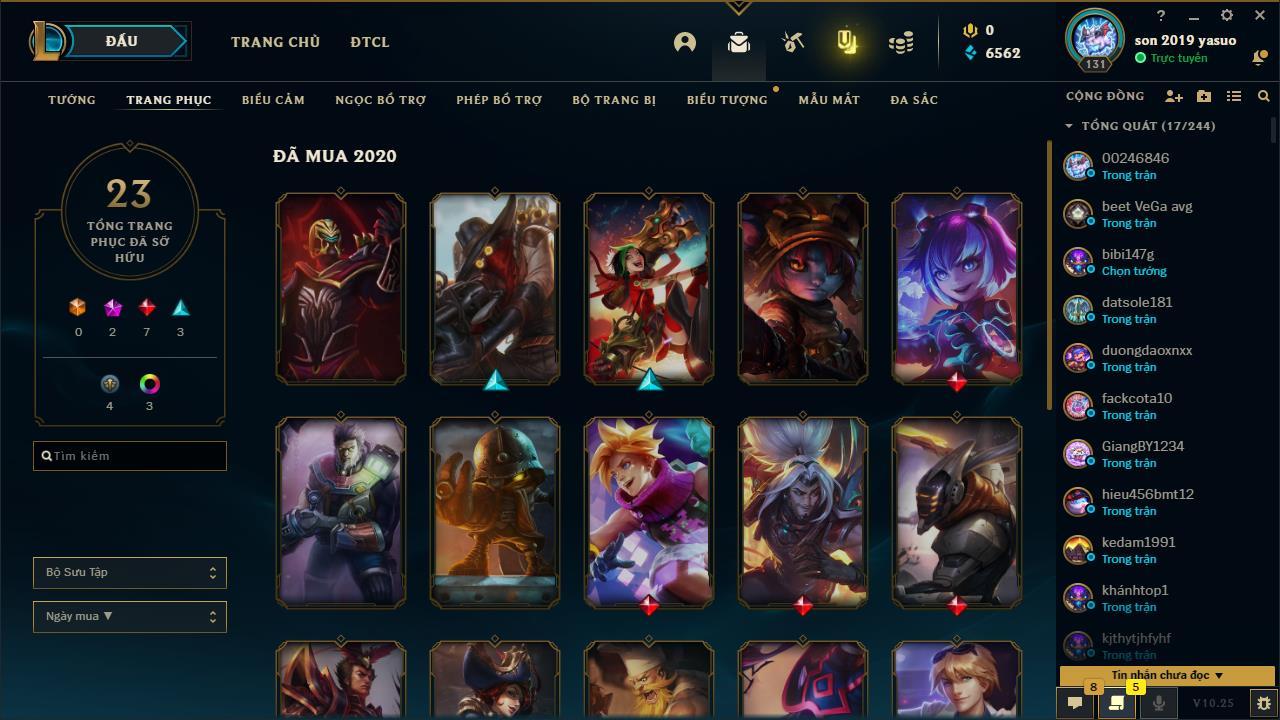 ĐẤU
TRANG CHỦ
ĐTCL
0
6562
?
131
son 2019 yasuo
Trực tuyến
TƯỚNG
TRANG PHỤC
BIỂU CẢM
NGỌC BỔ TRỢ
PHÉP BỔ TRỢ
BỘ TRANG BỊ
BIỂU TƯỢNG
MẪU MẮT
ĐA SẮC
23
TỔNG TRANG
PHỤC ĐÃ SỞ
HỮU
0 2 7 3
4 3
Tìm kiếm
Bộ Sưu Tập
Ngày mua ▼
ĐÃ MUA 2020
CỘNG ĐỒNG
TỔNG QUÁT (17/244)
00246846
Trong trận
beet VeGa avg
Trong trận
bibi147g
Chọn tướng
datsole181
Trong trận
duongdaoxnxx
Trong trận
fackcota10
Trong trận
GiangBY1234
Trong trận
hieu456bmt12
Trong trận
kedam1991
Trong trận
khánhtop1
Trong trận
kjthytjhfyhf
Trong trận
Tin nhắn chưa đọc ▼
8
5
V10.25